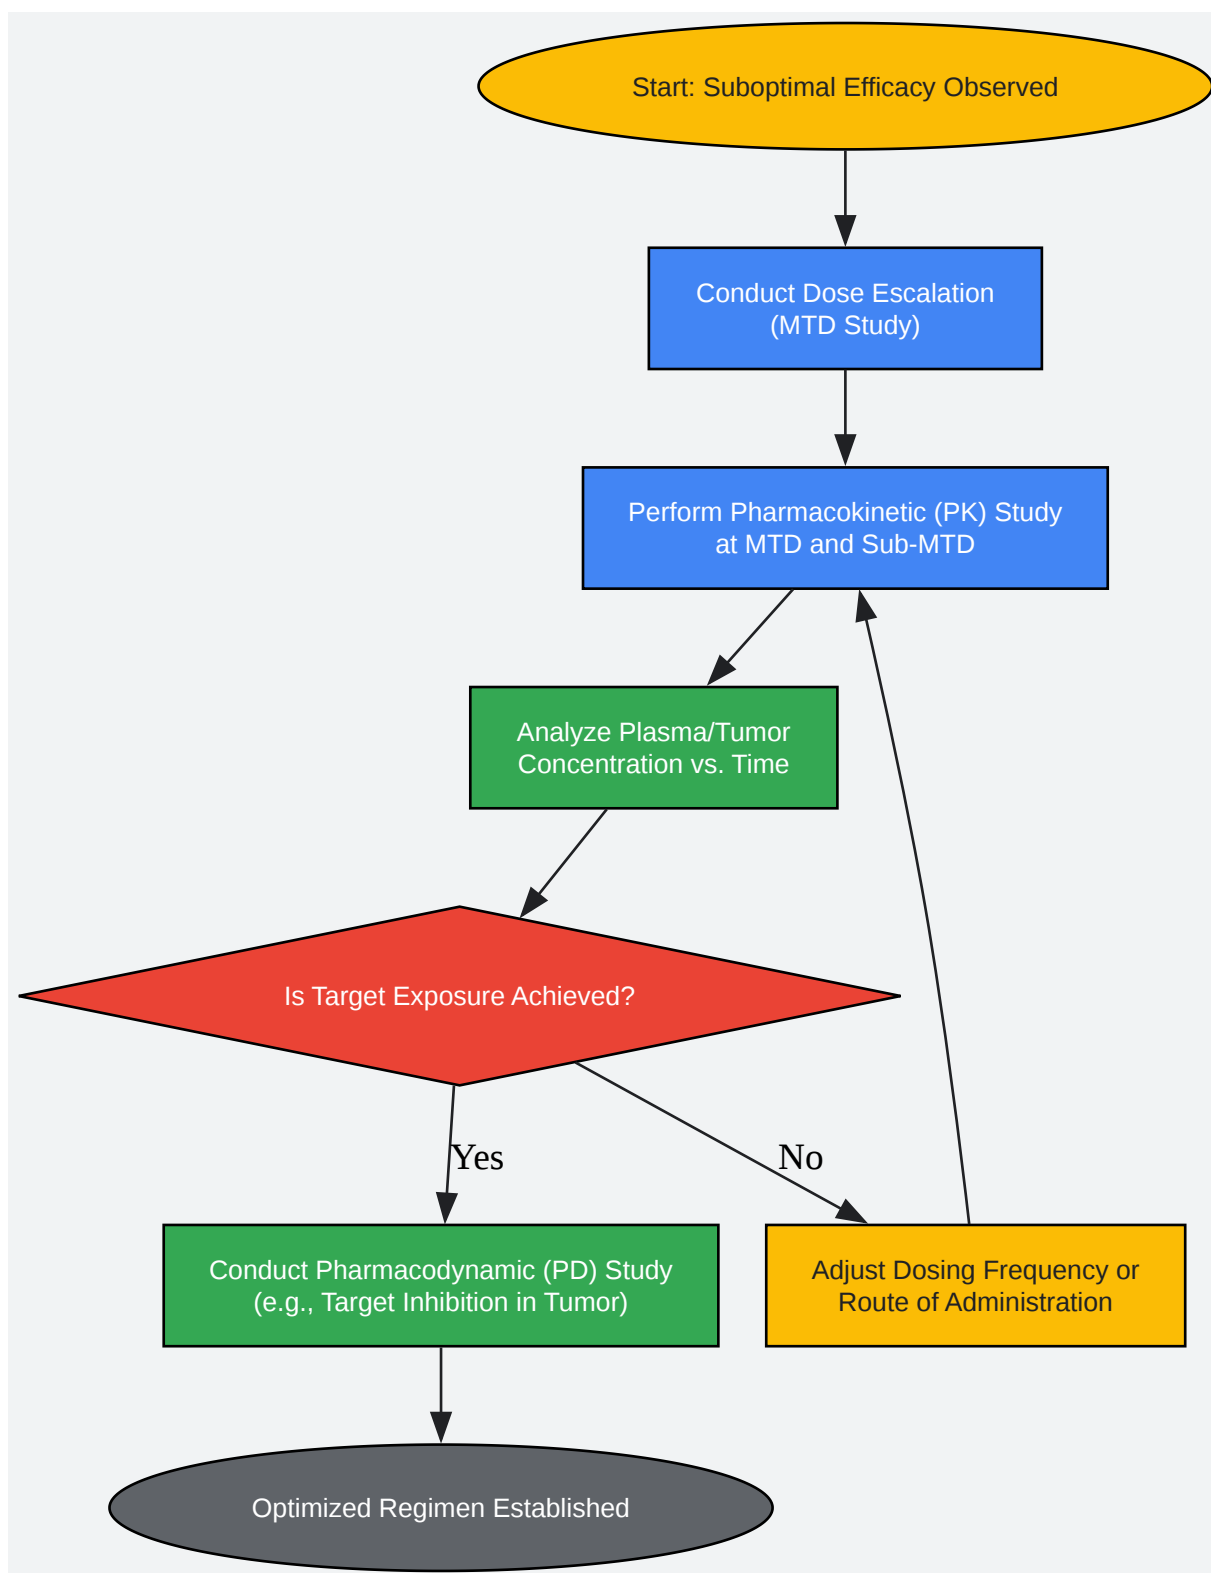 Start: Suboptimal Efficacy Observed
Conduct Dose Escalation
(MTD Study)
Perform Pharmacokinetic (PK) Study
at MTD and Sub-MTD
Analyze Plasma/Tumor
Concentration vs. Time
Is Target Exposure Achieved?
Yes
No
Conduct Pharmacodynamic (PD) Study
(e.g., Target Inhibition in Tumor)
Adjust Dosing Frequency or
Route of Administration
Optimized Regimen Established